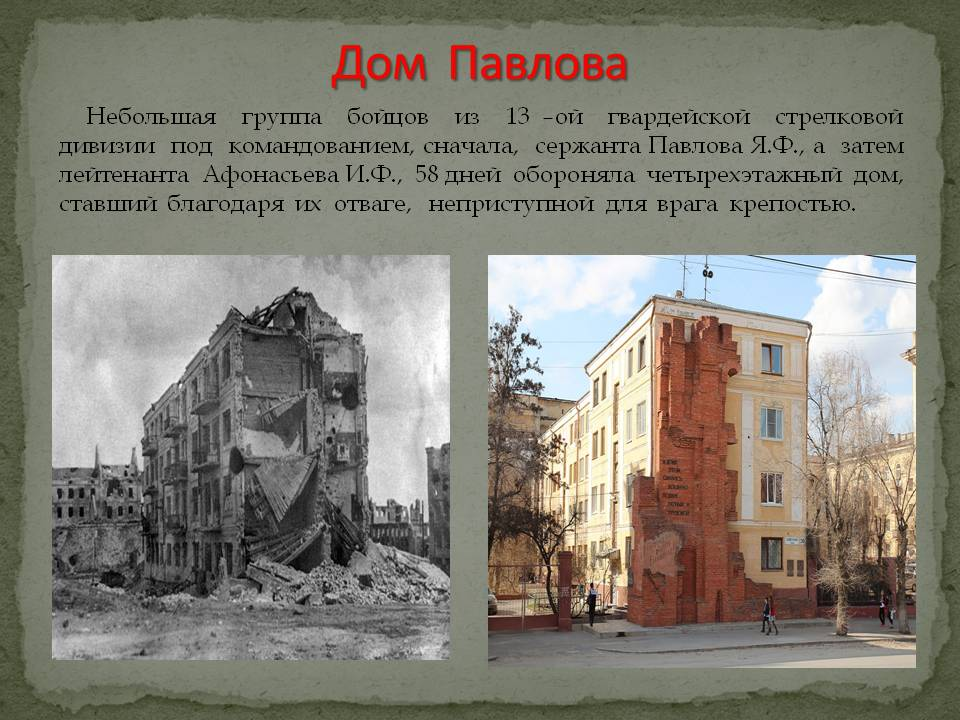 Дом Павлова
Небольшая группа бойцов из 13 –ой гвардейской стрелковой
дивизии под командованием, сначала, сержанта Павлова Я.Ф., а затем
лейтенанта Афонасьева И.Ф., 58 дней обороняла четырехэтажный дом,
ставший благодаря их отваге, неприступной для врага крепостью.